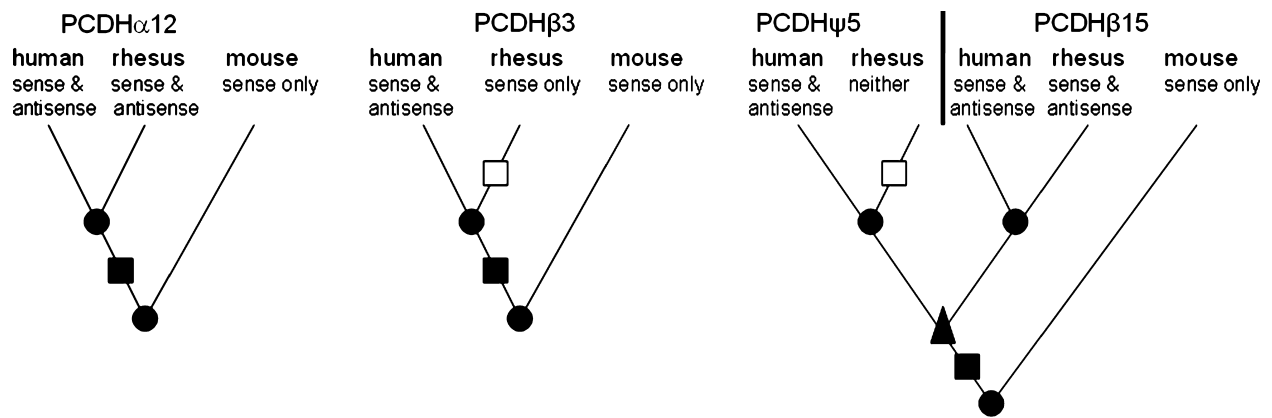 PCDHα12
human rhesus mouse
sense & sense & sense only
antisense antisense
PCDHβ3
human rhesus mouse
sense & sense only sense only
antisense
PCDHψ5 PCDHβ15
human rhesus human rhesus mouse
sense & neither sense & sense & sense only
antisense antisense antisense